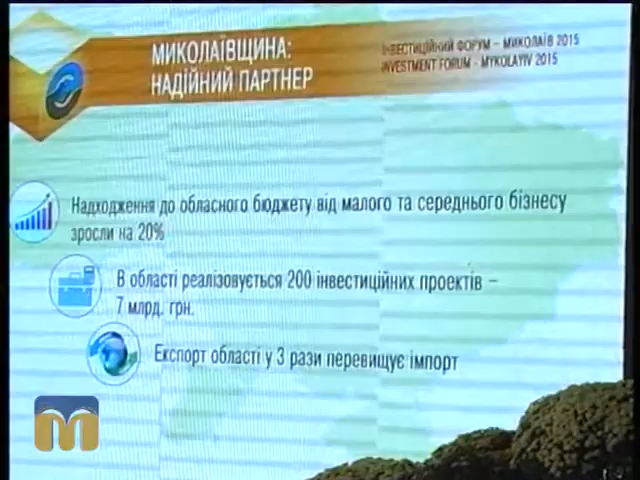 МИКОЛАЇВЩИНА:
НАДІЙНИЙ ПАРТНЕР
ІНВЕСТИЦІЙНИЙ ФОРУМ – МИКОЛАЇВ 2015
INVESTMENT FORUM - MYKOLAYIV 2015
Надходження до обласного бюджету від малого та середнього бізнесу
зросли на 20%
В області реалізовується 200 інвестиційних проектів –
7 млрд. грн.
Експорт області у 3 рази перевищує імпорт
М